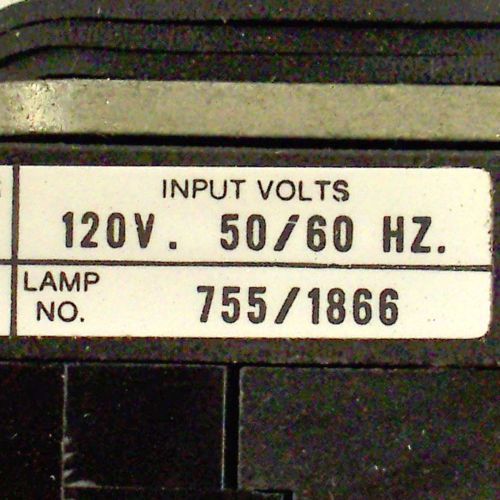 INPUT VOLTS
120V. 50/60 HZ.
LAMP
NO. 755/1866